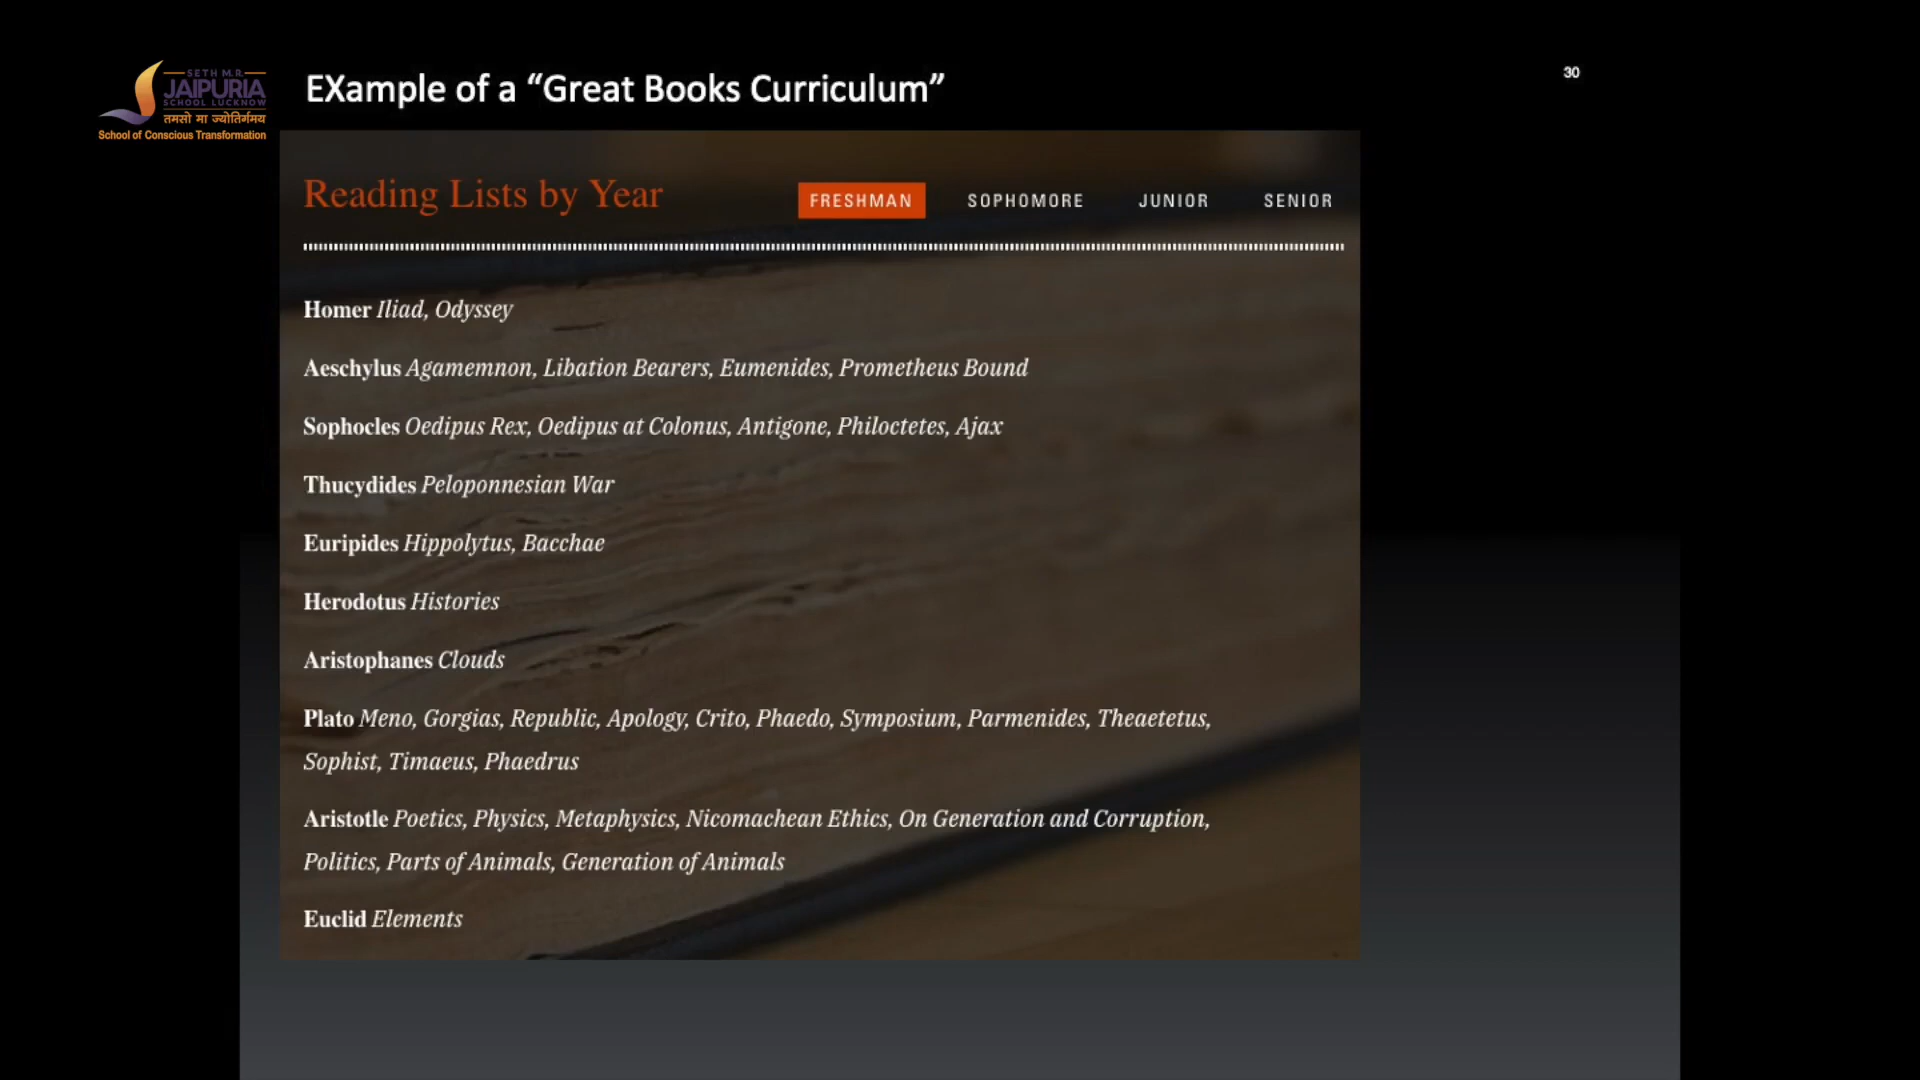 SETH M.R.
JAIPURIA
SCHOOL LUCKNOW
तमसो मा ज्योतिर्गमय
School of Conscious Transformation
EXample of a “Great Books Curriculum”
30
Reading Lists by Year
FRESHMAN SOPHOMORE JUNIOR SENIOR
Homer Iliad, Odyssey
Aeschylus Agamemnon, Libation Bearers, Eumenides, Prometheus Bound
Sophocles Oedipus Rex, Oedipus at Colonus, Antigone, Philoctetes, Ajax
Thucydides Peloponnesian War
Euripides Hippolytus, Bacchae
Herodotus Histories
Aristophanes Clouds
Plato Meno, Gorgias, Republic, Apology, Crito, Phaedo, Symposium, Parmenides, Theaetetus,
Sophist, Timaeus, Phaedrus
Aristotle Poetics, Physics, Metaphysics, Nicomachean Ethics, On Generation and Corruption,
Politics, Parts of Animals, Generation of Animals
Euclid Elements